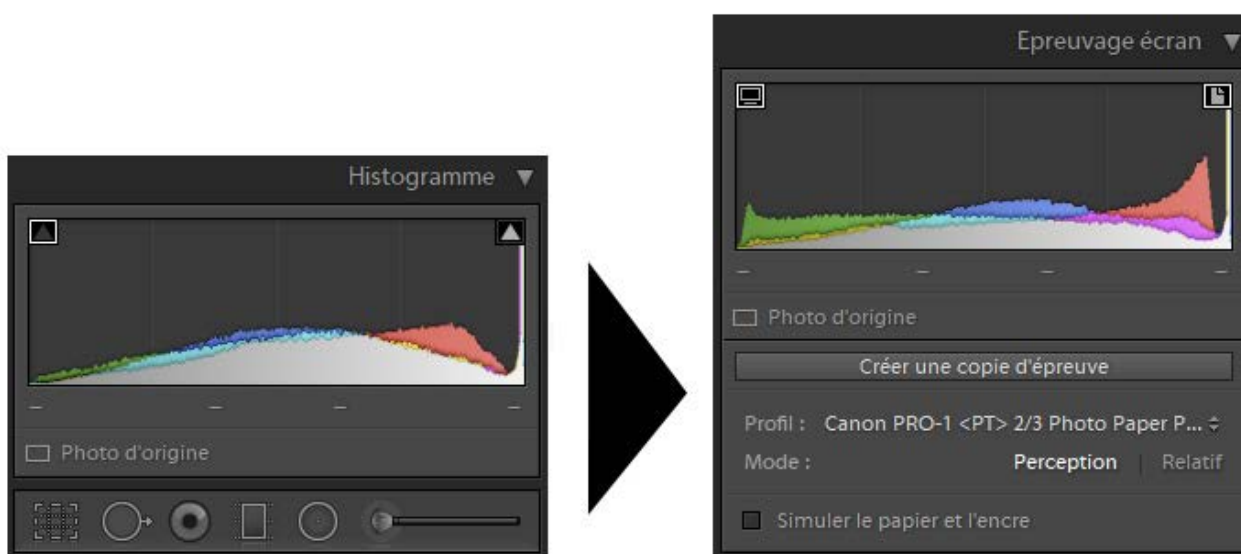 Histogramme
Photo d'origine
Epreuvage écran
Photo d'origine
Créer une copie d'épreuve
Profil : Canon PRO-1 <PT> 2/3 Photo Paper P...
Mode : Perception Relatif
Simuler le papier et l'encre